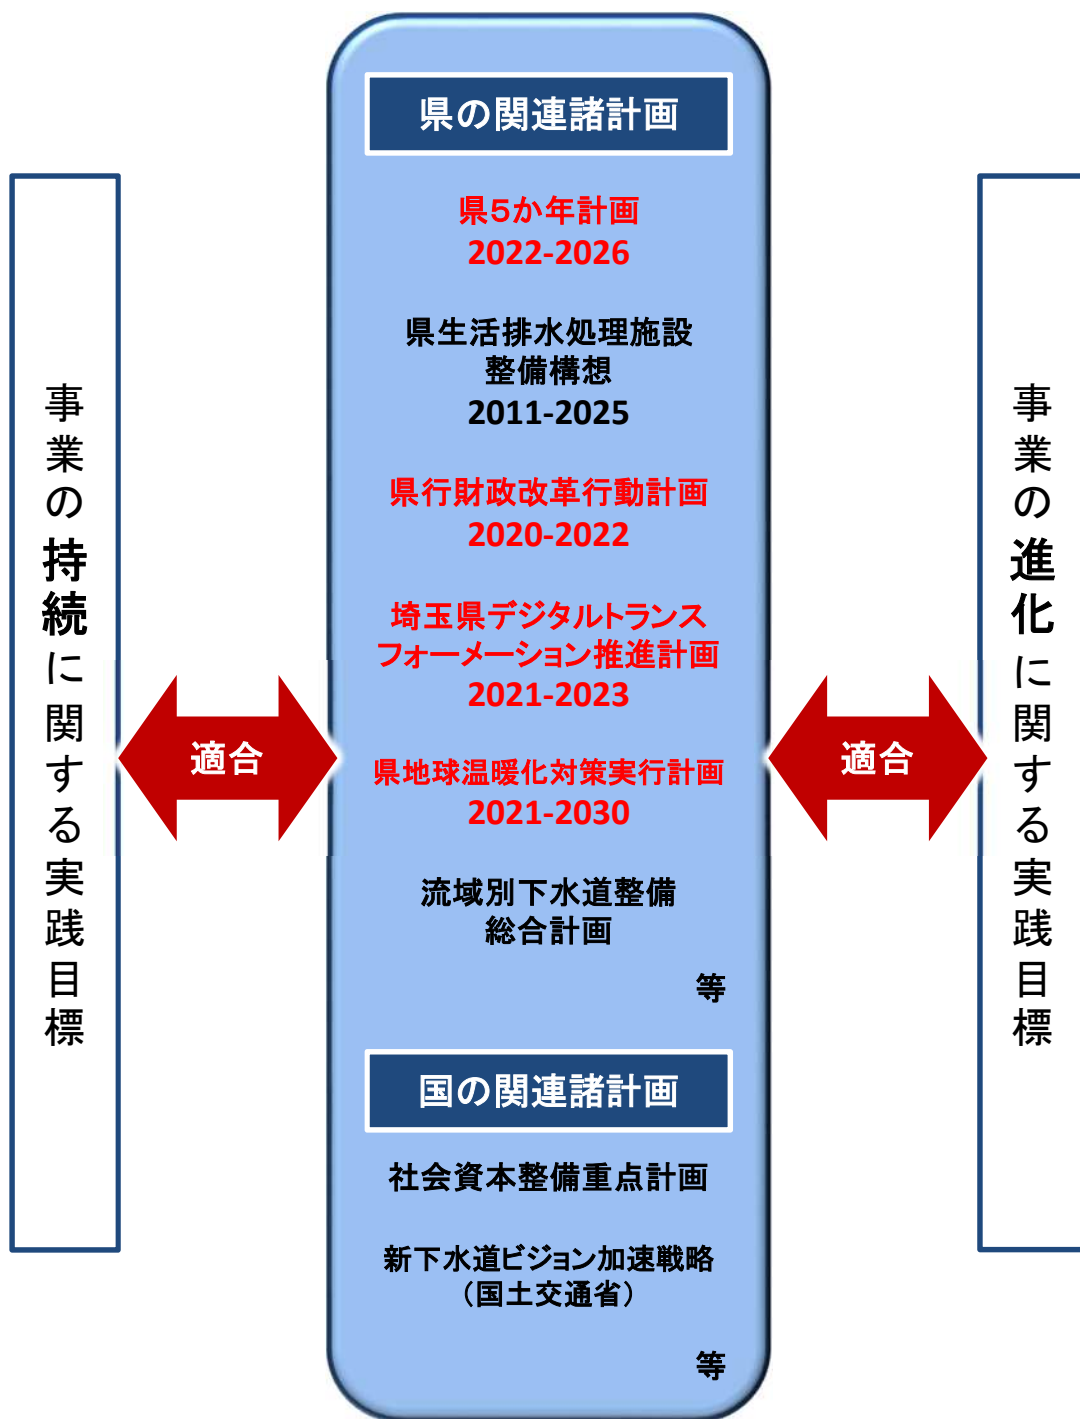 事業の持続に関する実践目標
適合
県の関連諸計画
県5か年計画
2022-2026
県生活排水処理施設
整備構想
2011-2025
県行財政改革行動計画
2020-2022
埼玉県デジタルトランス
フォーメーション推進計画
2021-2023
県地球温暖化対策実行計画
2021-2030
流域別下水道整備
総合計画
等
国の関連諸計画
社会資本整備重点計画
新下水道ビジョン加速戦略
（国土交通省）
等
適合
事業の進化に関する実践目標